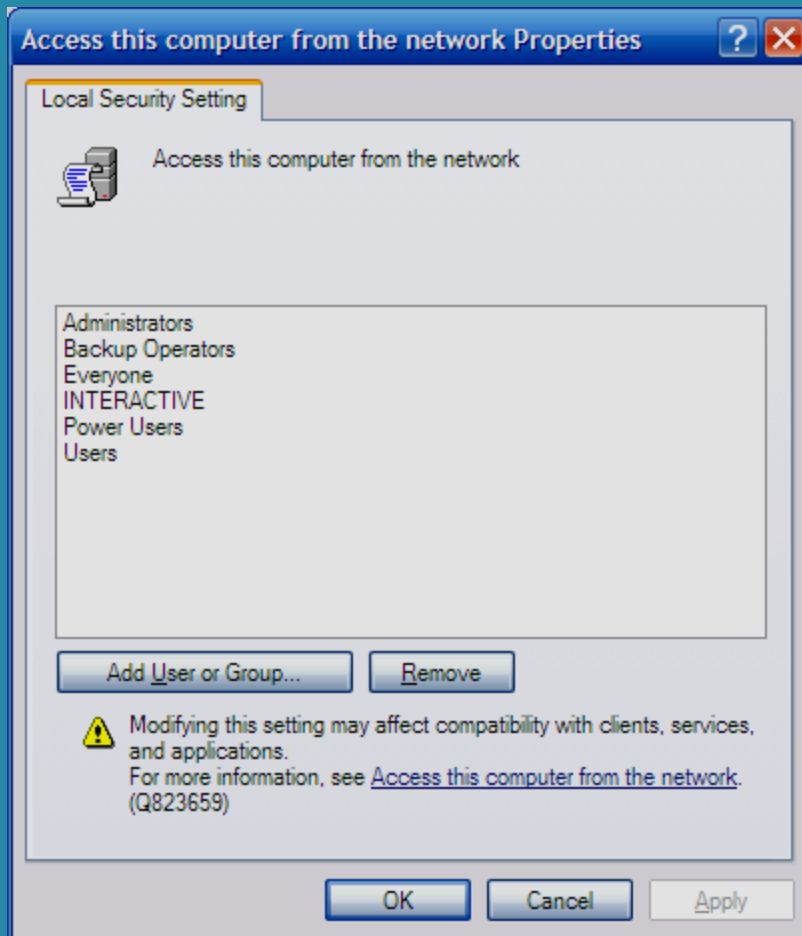 Access this computer from the network Properties
Local Security Setting
Access this computer from the network
Administrators
Backup Operators
Everyone
INTERACTIVE
Power Users
Users
Add User or Group...
Remove
Modifying this setting may affect compatibility with clients, services,
and applications.
For more information, see Access this computer from the network.
(Q823659)
OK
Cancel
Apply